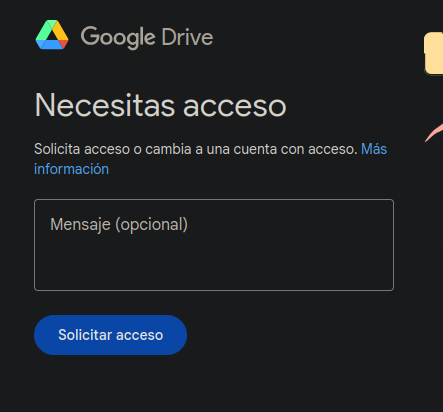 Google Drive
Necesitas acceso
Solicita acceso o cambia a una cuenta con acceso. Más
información
Mensaje (opcional)
Solicitar acceso